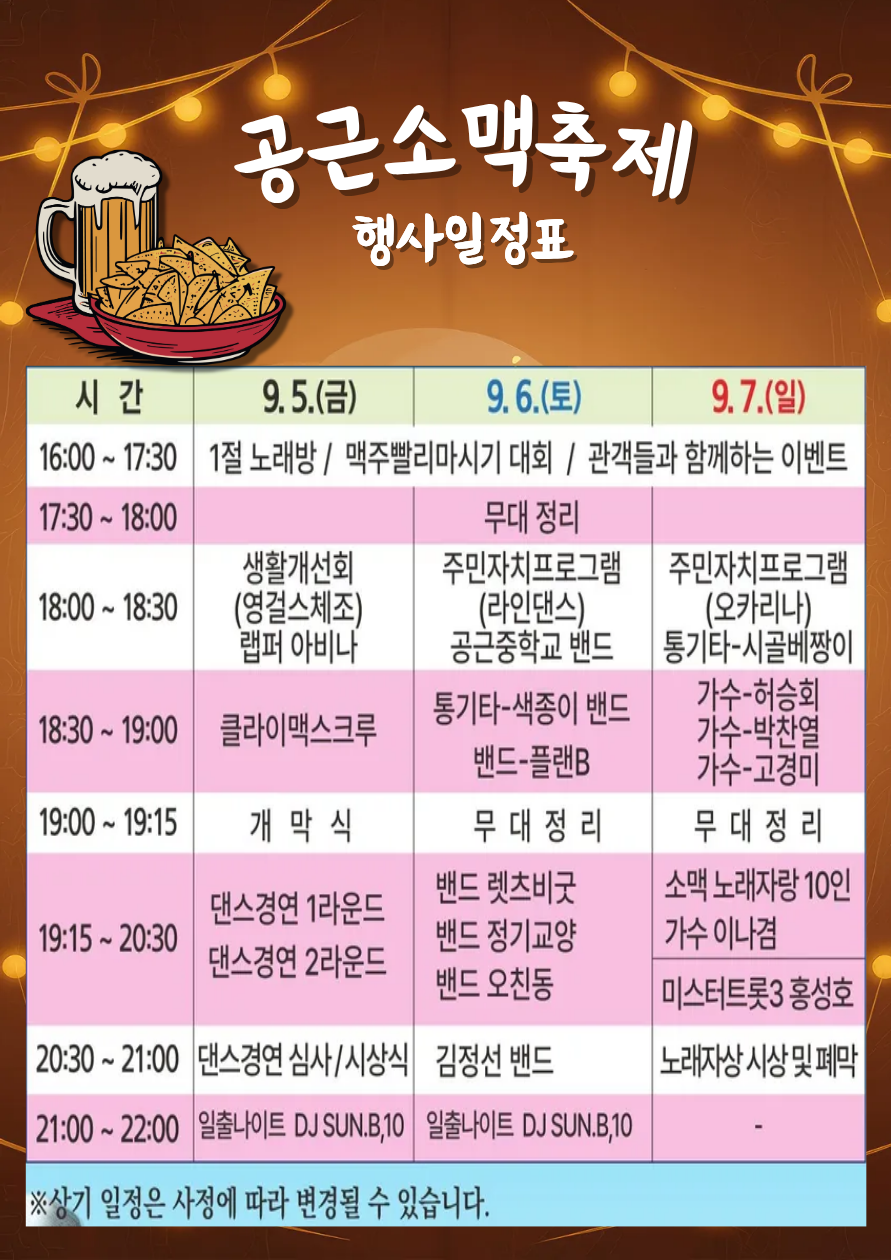 공근소맥축제
행사일정표
시 간 9. 5.(금) 9. 6.(토) 9. 7.(일)
16:00 ~ 17:30 1절 노래방 / 맥주빨리마시기 대회 / 관객들과 함께하는 이벤트
17:30 ~ 18:00 무대 정리
18:00 ~ 18:30
생활개선회
(영걸스체조)
랩퍼 아비나
주민자치프로그램
(라인댄스)
공근중학교 밴드
주민자치프로그램
(오카리나)
통기타-시골베짱이
18:30 ~ 19:00
클라이맥스크루
통기타-색종이 밴드
밴드-플랜B
가수-허승회
가수-박찬열
가수-고경미
19:00 ~ 19:15 개 막 식 무 대 정 리 무 대 정 리
19:15 ~ 20:30
댄스경연 1라운드
댄스경연 2라운드
밴드 렛츠비굿
밴드 정기교양
밴드 오친동
소맥 노래자랑 10인
가수 이나겸
미스터트롯3 홍성호
20:30 ~ 21:00 댄스경연 심사/시상식 김정선 밴드 노래자상 시상 및 폐막
21:00 ~ 22:00 일출나이트 DJ SUN.B,10 일출나이트 DJ SUN.B,10 -
※상기 일정은 사정에 따라 변경될 수 있습니다.